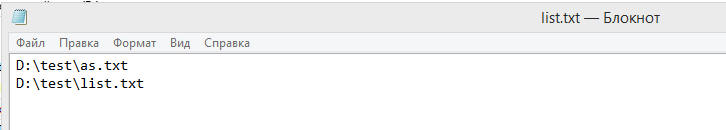 list.txt — Блокнот
Файл Правка Формат Вид Справка
D:\test\as.txt
D:\test\list.txt